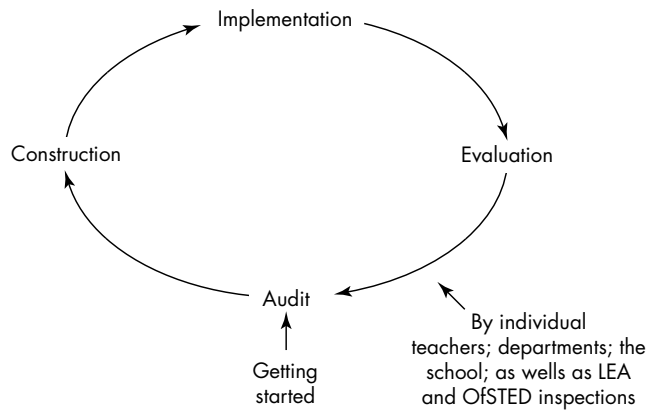 Implementation
Construction
Evaluation
Audit
Getting
started
By individual
teachers; departments; the
school; as wells as LEA
and OfSTED inspections